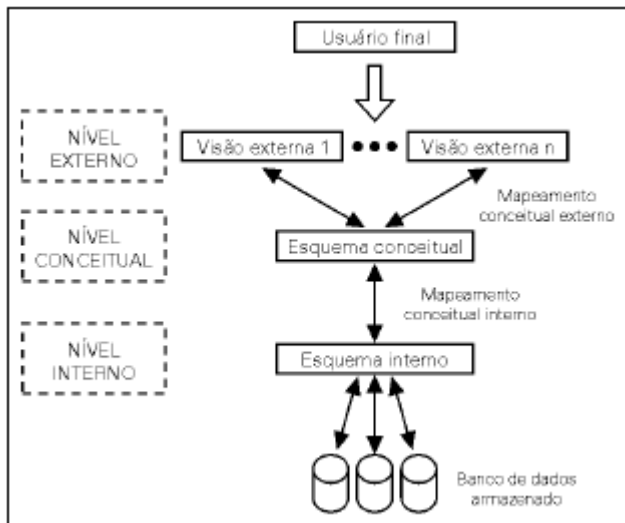 Usuário final
NÍVEL
EXTERNO
Visão externa 1
Visão externa n
Mapeamento
conceitual externo
NÍVEL
CONCEITUAL
Esquema conceitual
Mapeamento
conceitual interno
NÍVEL
INTERNO
Esquema interno
Banco de dados
armazenado